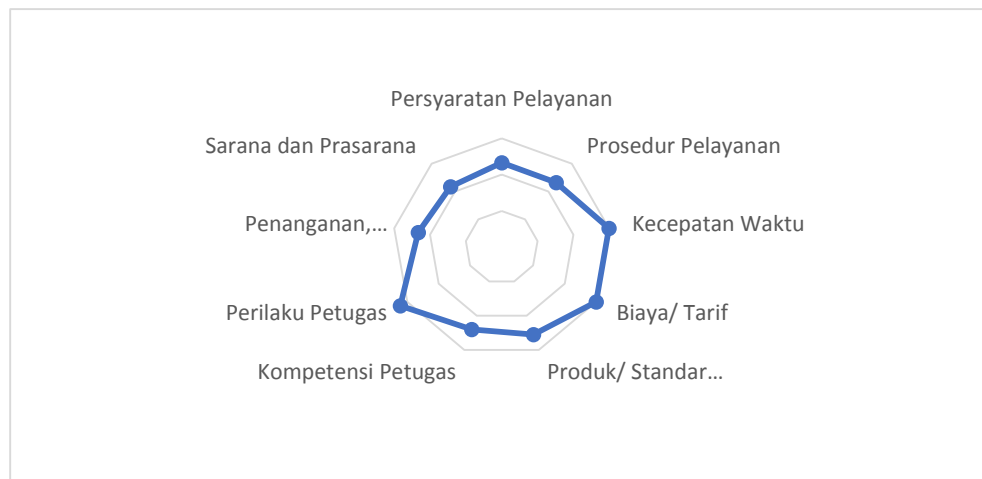 Persyaratan Pelayanan
Prosedur Pelayanan
Kecepatan Waktu
Biaya/ Tarif
Produk/ Standar...
Kompetensi Petugas
Perilaku Petugas
Penanganan,...
Sarana dan Prasarana